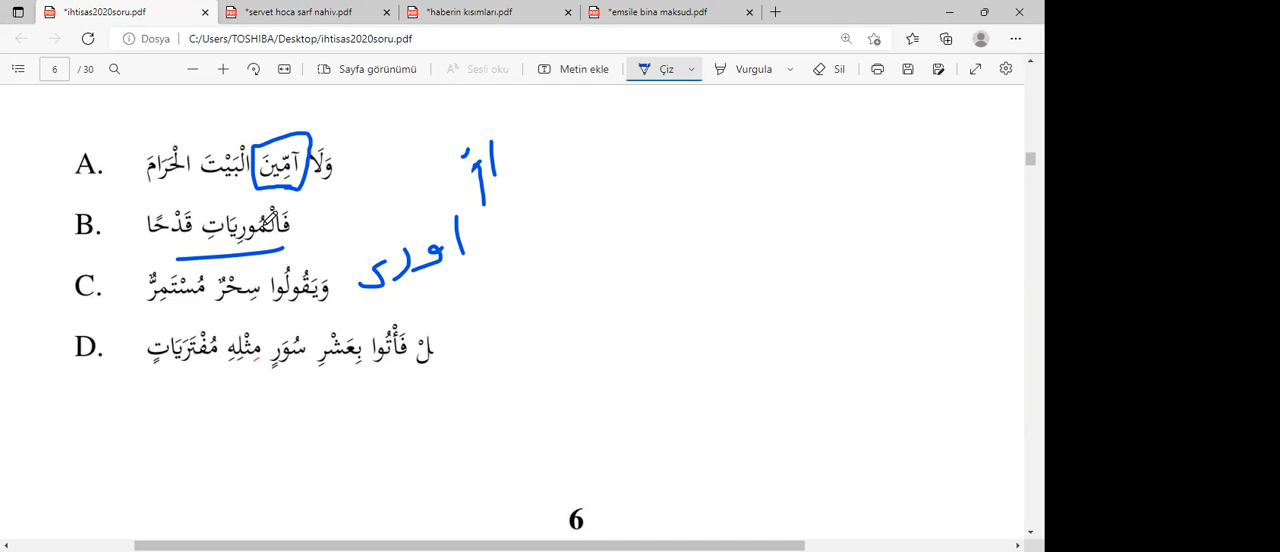 *ihtisas2020soru.pdf *servet hoca sarf nahiv.pdf *haberin kısımları.pdf *emsile bina maksud.pdf
Dosya C:/Users/TOSHIBA/Desktop/ihtisas2020soru.pdf
6 / 30 Sayfa görünümü Sesli oku Metin ekle Çiz Vurgula Sil
A. وَلَا آمِّينَ الْبَيْتَ الْحَرَامَ
B. فَالْمُورِيَاتِ قَدْحًا
اورى
C. وَيَقُولُوا سِحْرٌ مُسْتَمِرٌّ
D. لْ فَأْتُوا بِعَشْرِ سُوَرٍ مِثْلِهِ مُفْتَرَيَاتٍ
6